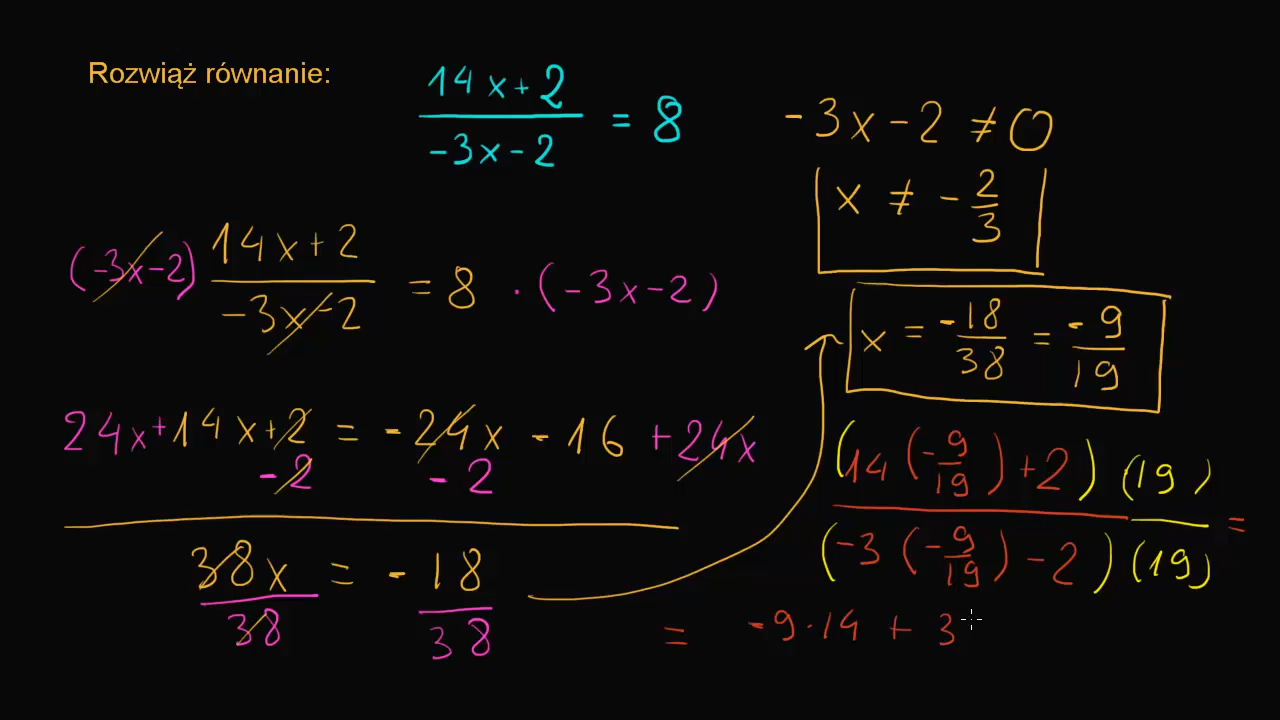 Rozwiąż równanie:
14x+2
-3x-2
= 8
-3x-2 ≠ 0
x ≠ -2/3
(-3x-2) 14x+2
-3x-2
= 8 · (-3x-2)
x = -18/38 = -9/19
24x+14x+2 = -24x - 16 + 24x
-2 -2
38x = -18
38 38
(14(-9/19)+2)(19)
(-3(-9/19)-2)(19)
=
= -9·14 + 3